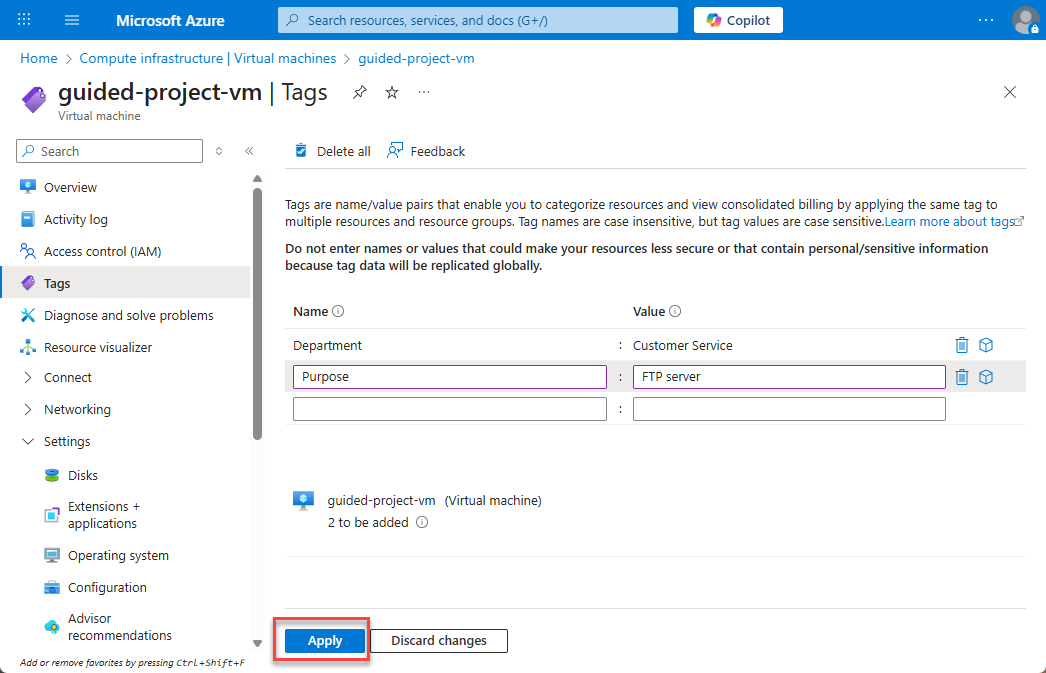 Microsoft Azure
Search resources, services, and docs (G+/)
Copilot
Home > Compute infrastructure | Virtual machines > guided-project-vm
guided-project-vm | Tags
Virtual machine
Search
Delete all
Feedback
Overview
Activity log
Access control (IAM)
Tags
Diagnose and solve problems
Resource visualizer
Connect
Networking
Settings
Disks
Extensions +
applications
Operating system
Configuration
Advisor
recommendations
Add or remove favorites by pressing Ctrl+Shift+F
Tags are name/value pairs that enable you to categorize resources and view consolidated billing by applying the same tag to
multiple resources and resource groups. Tag names are case insensitive, but tag values are case sensitive.Learn more about tags
Do not enter names or values that could make your resources less secure or that contain personal/sensitive information
because tag data will be replicated globally.
Name Value
Department : Customer Service
Purpose : FTP server
:
guided-project-vm (Virtual machine)
2 to be added
Apply
Discard changes